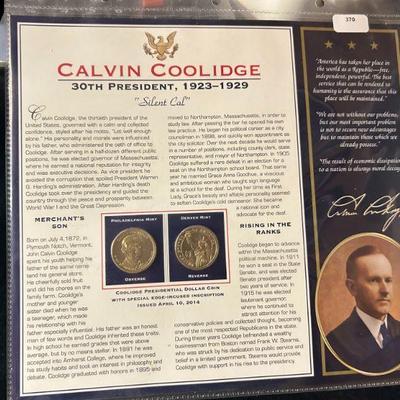 370
CALVIN COOLIDGE
30TH PRESIDENT, 1923–1929
"Silent Cal"
Calvin Coolidge, the thirtieth president of the
United States, governed with a calm and collected
confidence, styled after his motto, "Let well enough
alone." His personality and morals were influenced
by his father, who administered the oath of office to
Coolidge. After serving in a half-dozen different public
positions, he was elected governor of Massachusetts
where he earned a national reputation for integrity
and wise executive decisions. As vice president, he
avoided the corruption that spoiled President Warren
G. Harding's administration. After Harding's death
Coolidge took over the presidency and guided the
country through the peace and prosperity between
World War I and the Great Depression.
MERCHANT'S
SON
Born on July 4, 1872, in
Plymouth Notch, Vermont,
John Calvin Coolidge
spent his youth helping his
father of the same name
and his general store.
He cheerfully sold fruit
and did his chores on the
family farm. Coolidge's
mother and younger
sister died when he was
a teenager, which made
his relationship with his
father especially influential. His father was an honest
man of few words and Coolidge inherited these traits.
In school he earned grades that were above
average, but by no means stellar. In 1891 he was
accepted into Amherst College, where he improved
his study habits and took an interest in philosophy and
debate. Coolidge graduated with honors in 1895 and
moved to Northampton, Massachusetts, in order to
study law. After passing the bar he opened his own
law practice. He began his political career as a city
councilman in 1898, and quickly won appointment as
the city solicitor. Over the next decade he would serve
in a number of positions, including county clerk, state
representative, and mayor of Northampton. In 1905
Coolidge suffered a rare defeat in an election for a
seat on the Northampton school board. That same
year he married Grace Anna Goodhue, a vivacious
and ambitious woman who taught sign language
at a school for the deaf. During her time as First
Lady, Grace's beauty and affable personality seemed
to soften Coolidge's cold demeanor. She became
a national icon and
advocate for the deaf.
PHILADELPHIA MINT
DENVER MINT
OBVERSE
REVERSE
COOLIDGE PRESIDENTIAL DOLLAR COIN
WITH SPECIAL EDGE-INCUSED INSCRIPTION
ISSUED APRIL 10, 2014
RISING IN THE
RANKS
Coolidge began to advance
within the Massachusetts
political machine. In 1911
he won a seat in the State
Senate, and was elected
Senate president after
two years of service. In
1915 he was elected
lieutenant governor,
where he continued to
attract attention for his
conservative policies and collected thought, becoming
one of the most respected Republicans in the state.
During these years Coolidge befriended a wealthy
businessman from Boston named Frank W. Stearns,
who was struck by his dedication to public service and
belief in a limited government. Stearns would provide
Coolidge with support in his rise to the presidency.
"America has taken her place in
the world as a Republic—free,
independent, powerful. The best
service that can be rendered to
humanity is the assurance that this
place will be maintained."
"We are not without our problems,
but our most important problem
is not to secure new advantages
but to maintain those which we
already possess.
"The result of economic dissipation
to a nation is always moral decay."